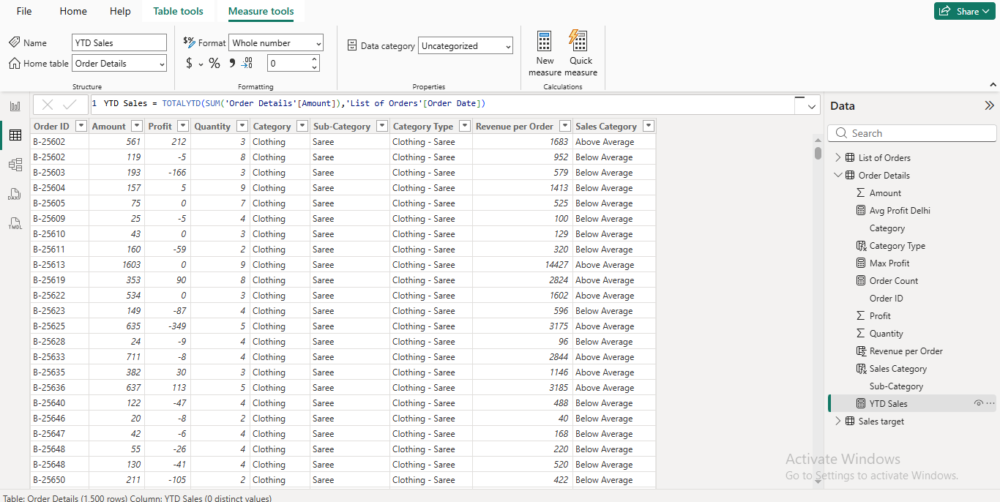 File Home Help Table tools Measure tools Share
Name YTD Sales $% Format Whole number Data category Uncategorized New measure Quick measure
Home table Order Details $ % 9 .00 0
Structure Formatting Properties Calculations
1 YTD Sales = TOTALYTD(SUM('Order Details'[Amount]),'List of Orders'[Order Date])
Order ID Amount Profit Quantity Category Sub-Category Category Type Revenue per Order Sales Category
B-25602 561 212 3 Clothing Saree Clothing - Saree 1683 Above Average
B-25602 119 -5 8 Clothing Saree Clothing - Saree 952 Below Average
B-25603 193 -166 3 Clothing Saree Clothing - Saree 579 Below Average
B-25604 157 5 9 Clothing Saree Clothing - Saree 1413 Below Average
B-25605 75 0 7 Clothing Saree Clothing - Saree 525 Below Average
B-25609 25 -5 4 Clothing Saree Clothing - Saree 100 Below Average
B-25610 43 0 3 Clothing Saree Clothing - Saree 129 Below Average
B-25611 160 -59 2 Clothing Saree Clothing - Saree 320 Below Average
B-25613 1603 0 9 Clothing Saree Clothing - Saree 14427 Above Average
B-25619 353 90 8 Clothing Saree Clothing - Saree 2824 Above Average
B-25622 534 0 3 Clothing Saree Clothing - Saree 1602 Above Average
B-25623 149 -87 4 Clothing Saree Clothing - Saree 596 Below Average
B-25625 635 -349 5 Clothing Saree Clothing - Saree 3175 Above Average
B-25628 24 -9 4 Clothing Saree Clothing - Saree 96 Below Average
B-25633 711 -8 4 Clothing Saree Clothing - Saree 2844 Above Average
B-25635 382 30 3 Clothing Saree Clothing - Saree 1146 Above Average
B-25636 637 113 5 Clothing Saree Clothing - Saree 3185 Above Average
B-25640 122 -47 4 Clothing Saree Clothing - Saree 488 Below Average
B-25646 20 -8 2 Clothing Saree Clothing - Saree 40 Below Average
B-25647 42 -6 4 Clothing Saree Clothing - Saree 168 Below Average
B-25648 55 -26 4 Clothing Saree Clothing - Saree 220 Below Average
B-25648 130 -41 4 Clothing Saree Clothing - Saree 520 Below Average
B-25650 211 -105 2 Clothing Saree Clothing - Saree 422 Below Average
DAX
TMDL
Data
Search
List of Orders
Order Details
Amount
Avg Profit Delhi
Category
Category Type
Max Profit
Order Count
Order ID
Profit
Quantity
Revenue per Order
Sales Category
Sub-Category
YTD Sales
Sales target
Activate Windows
Go to Settings to activate Windows.
Table: Order Details (1,500 rows) Column: YTD Sales (0 distinct values)